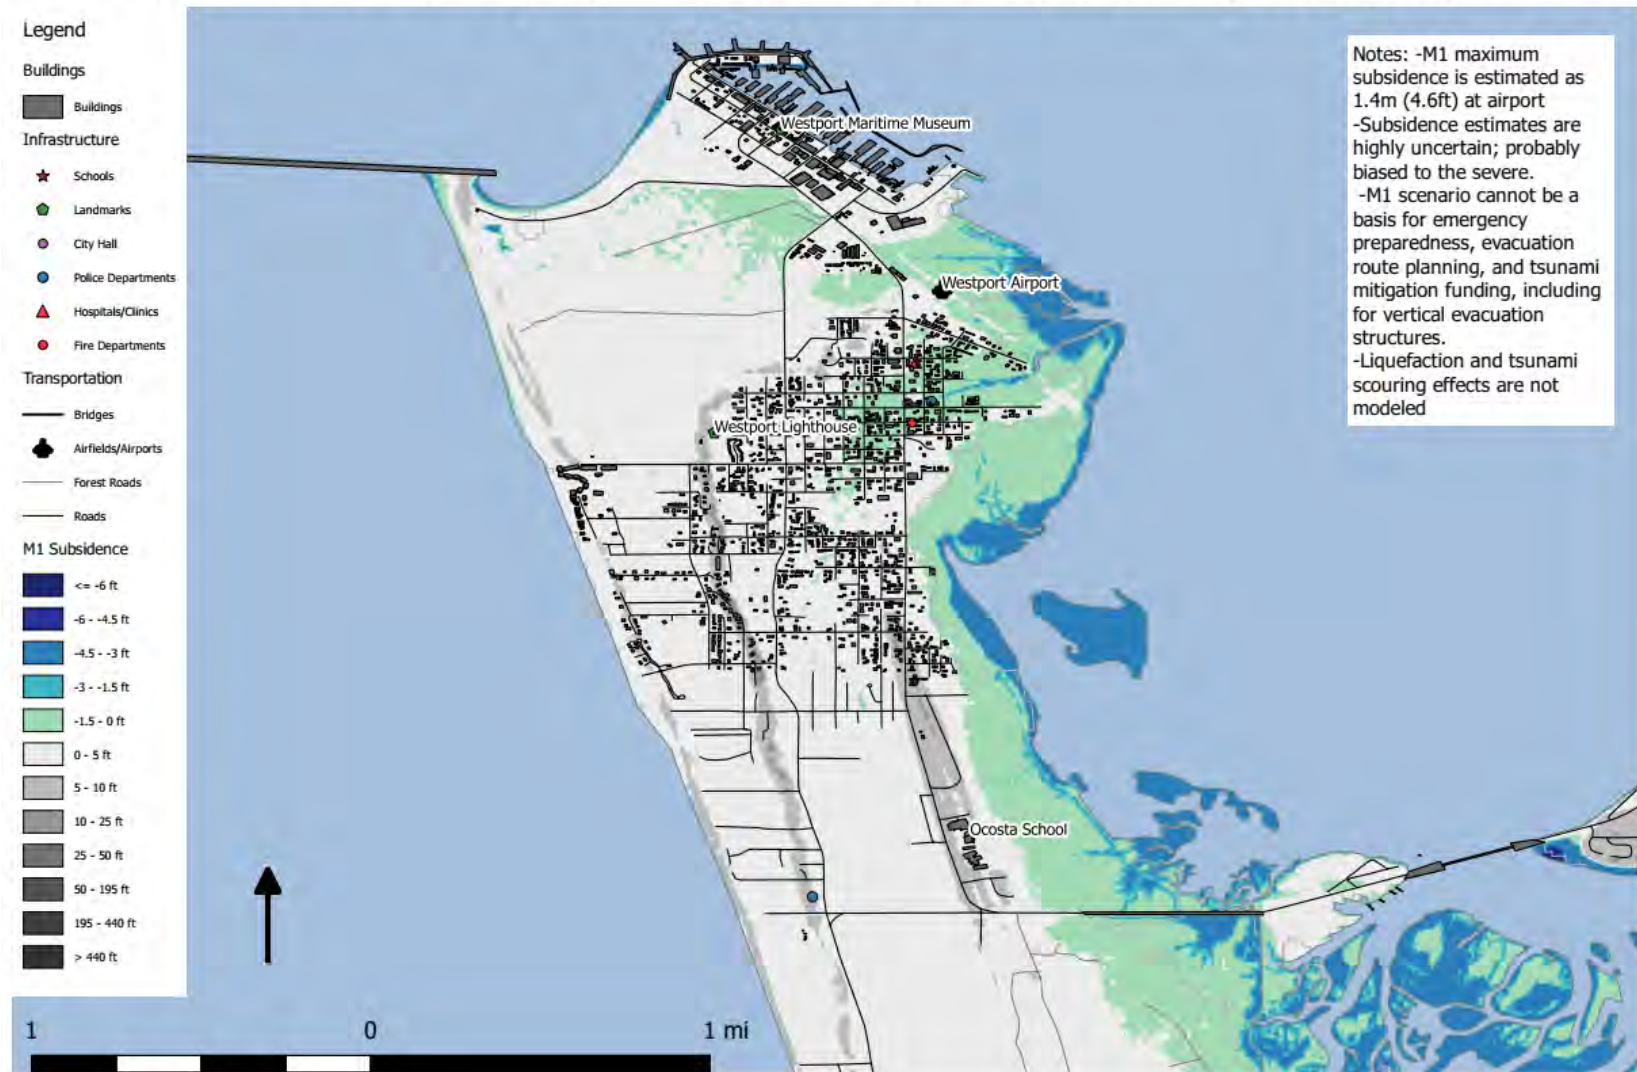 Legend
Buildings
Buildings
Infrastructure
Schools
Landmarks
City Hall
Police Departments
Hospitals/Clinics
Fire Departments
Transportation
Bridges
Airfields/Airports
Forest Roads
Roads
M1 Subsidence
<= -6 ft
-6 - -4.5 ft
-4.5 - -3 ft
-3 - -1.5 ft
-1.5 - 0 ft
0 - 5 ft
5 - 10 ft
10 - 25 ft
25 - 50 ft
50 - 195 ft
195 - 440 ft
> 440 ft
1 0 1 mi
Westport Maritime Museum
Westport Airport
Westport Lighthouse
Ocosta School
Notes: -M1 maximum
subsidence is estimated as
1.4m (4.6ft) at airport
-Subsidence estimates are
highly uncertain; probably
biased to the severe.
-M1 scenario cannot be a
basis for emergency
preparedness, evacuation
route planning, and tsunami
mitigation funding, including
for vertical evacuation
structures.
-Liquefaction and tsunami
scouring effects are not
modeled